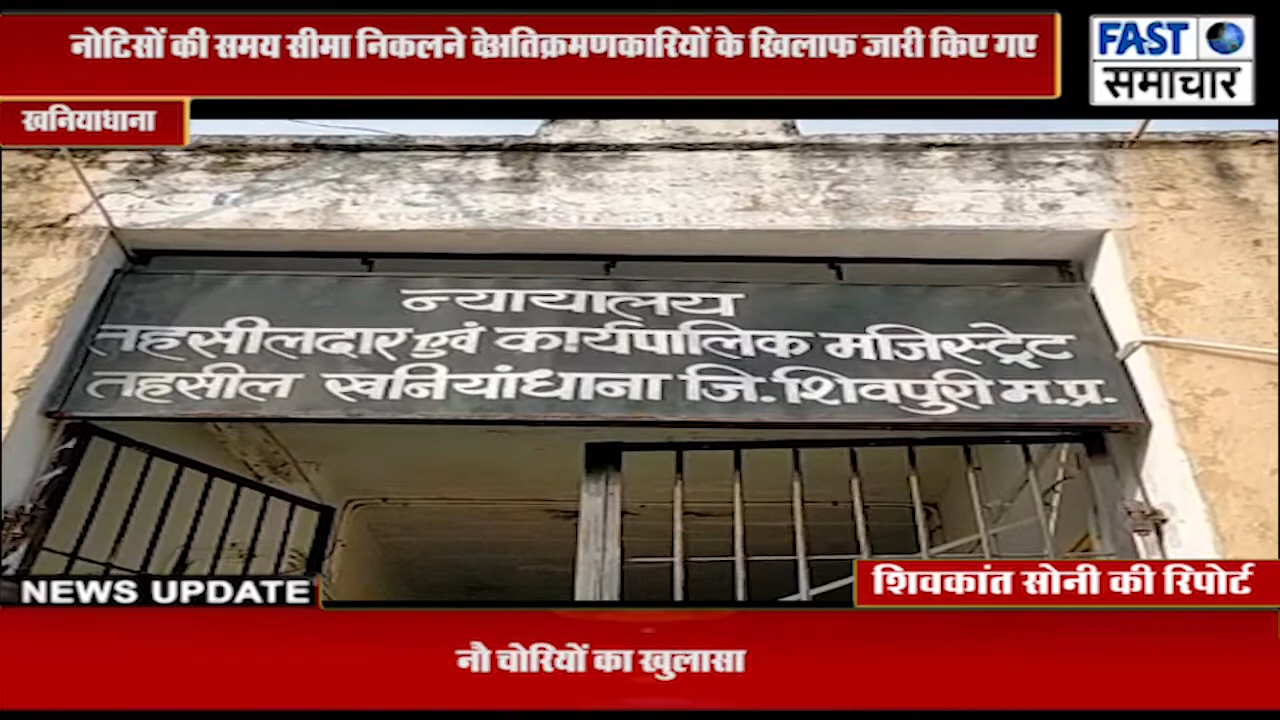 नोटिसों की समय सीमा निकलने के अतिक्रमणकारियों के खिलाफ जारी किए गए
FAST
समाचार
खनियाधाना
न्यायालय
तहसीलदार एवं कार्यपालिक मजिस्ट्रेट
तहसील खनियांधाना जि. शिवपुरी म.प्र.
NEWS UPDATE
शिवकांत सोनी की रिपोर्ट
नौ चोरियों का खुलासा